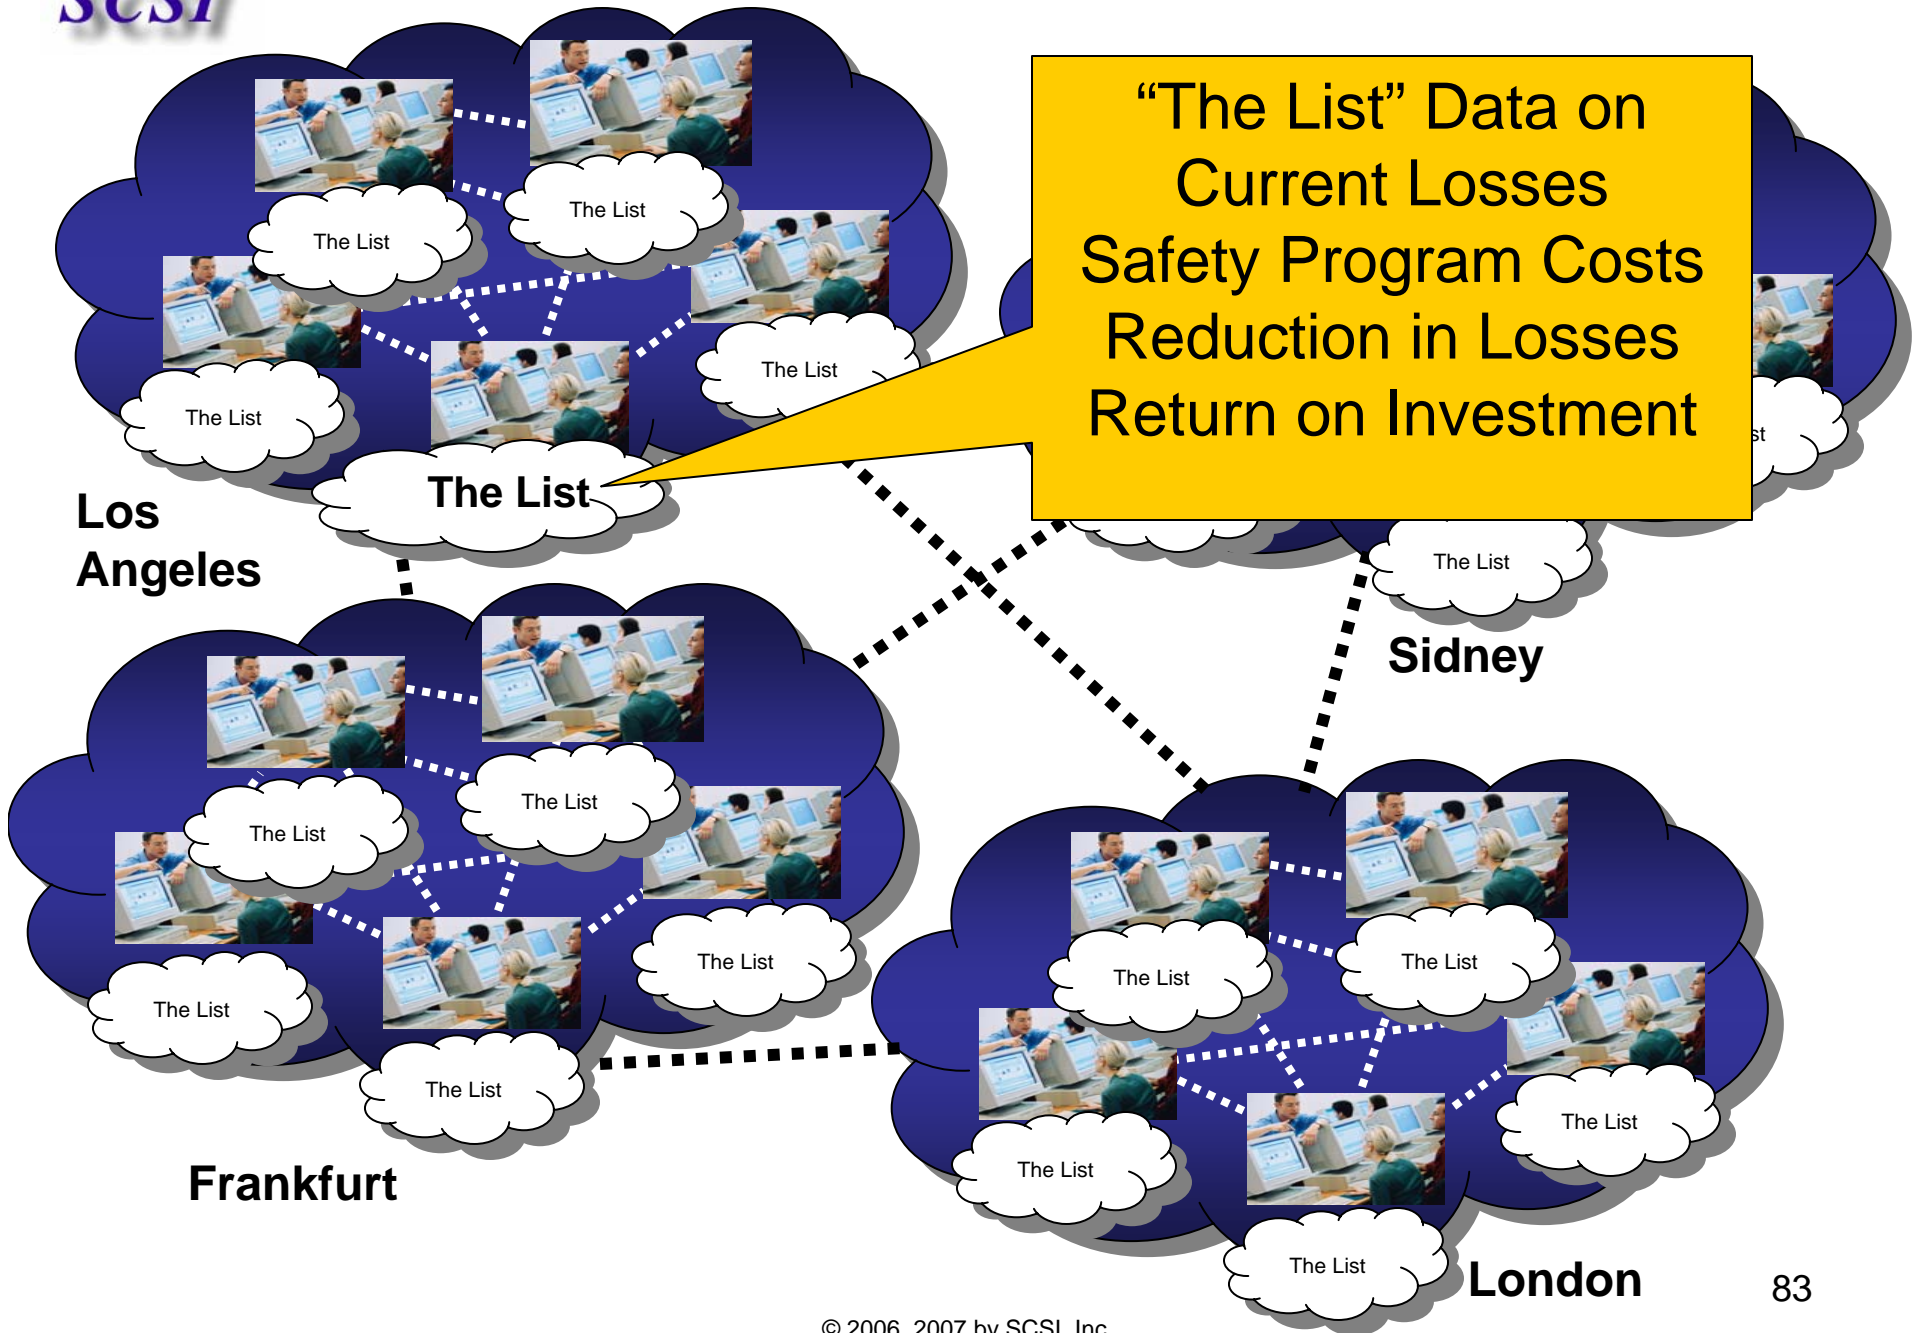 SCSI
“The List” Data on
Current Losses
Safety Program Costs
Reduction in Losses
Return on Investment
The List
The List
The List
The List
The List
Los
Angeles
st
The List
Sidney
The List
The List
The List
The List
The List
Frankfurt
The List
The List
The List
The List
The List
London
83
© 2006, 2007 by SCSI, Inc.